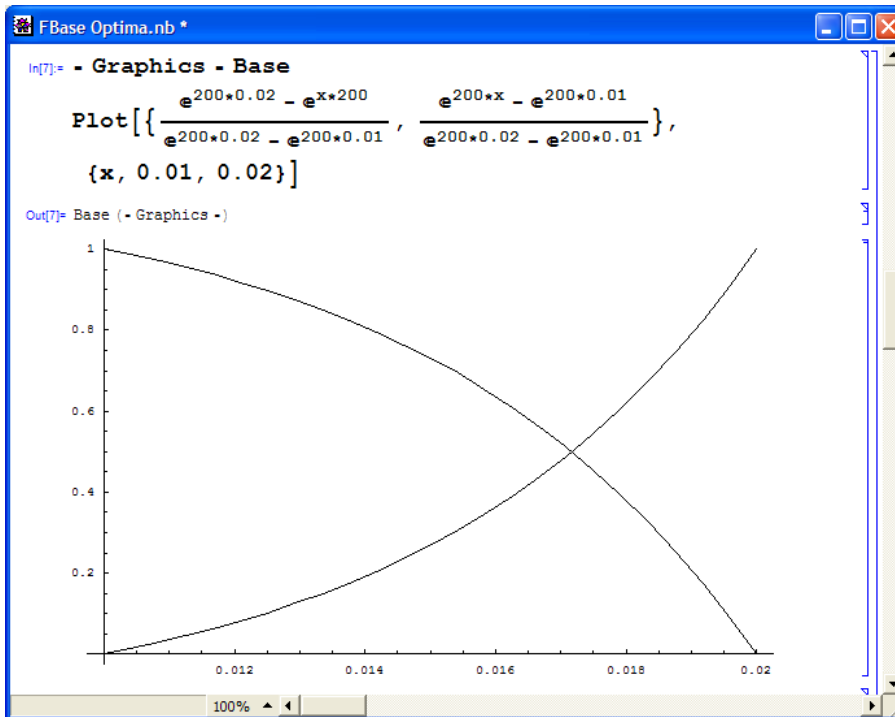 FBase Optima.nb *
In[7]:= - Graphics - Base
Plot[{(e^(200*0.02) - e^(x*200))/(e^(200*0.02) - e^(200*0.01)), (e^(200*x) - e^(200*0.01))/(e^(200*0.02) - e^(200*0.01))},
{x, 0.01, 0.02}]
Out[7]= Base (- Graphics -)
1
0.8
0.6
0.4
0.2
0.012 0.014 0.016 0.018 0.02
100%